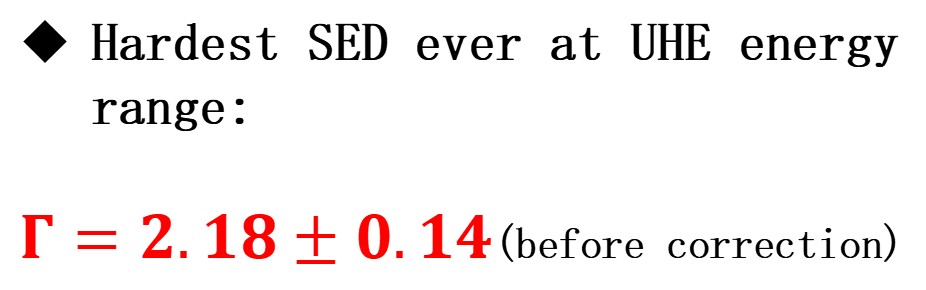 ◆ Hardest SED ever at UHE energy
range:
Γ = 2.18 ± 0.14 (before correction)